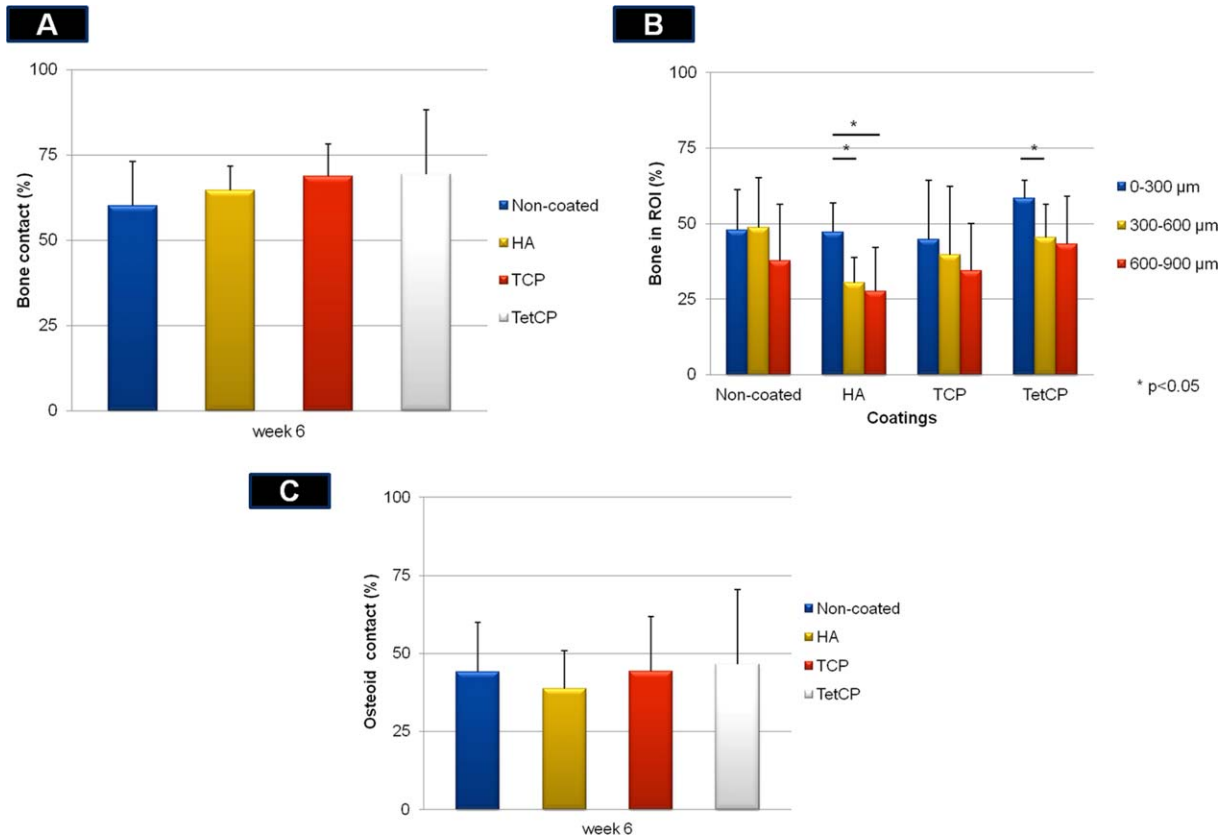 A
100
75
50
25
0
Bone contact (%)
week 6
Non-coated
HA
TCP
TetCP
B
100
75
50
25
0
Bone in ROI (%)
*
*
*
Non-coated HA TCP TetCP
Coatings
0-300 µm
300-600 µm
600-900 µm
* p<0.05
C
100
75
50
25
0
Osteoid contact (%)
week 6
Non-coated
HA
TCP
TetCP